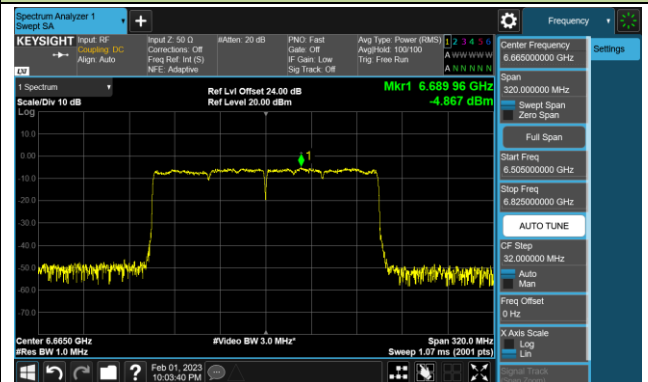 Spectrum Analyzer 1
Swept SA
Frequency
KEYSIGHT
Input: RF
Coupling: DC
Align: Auto
Input Z: 50 Ω
Corrections: Off
Freq Ref: Int (S)
NFE: Adaptive
#Atten: 20 dB
PNO: Fast
Gate: Off
IF Gain: Low
Sig Track: Off
Avg Type: Power (RMS)
Avg|Hold: 100/100
Trig: Free Run
1 2 3 4 5 6
A W W W W W
A N N N N N
LXI
1 Spectrum
Scale/Div 10 dB
Log
Ref Lvl Offset 24.00 dB
Ref Level 20.00 dBm
Mkr1 6.689 96 GHz
-4.867 dBm
10.0
0.00
-10.0
-20.0
-30.0
-40.0
-50.0
-60.0
-70.0
1
Center 6.6650 GHz
#Res BW 1.0 MHz
#Video BW 3.0 MHz*
Span 320.0 MHz
Sweep 1.07 ms (2001 pts)
Feb 01, 2023
10:03:40 PM
Center Frequency
6.665000000 GHz
Span
320.000000 MHz
Swept Span
Zero Span
Full Span
Start Freq
6.505000000 GHz
Stop Freq
6.825000000 GHz
AUTO TUNE
CF Step
32.000000 MHz
Auto
Man
Freq Offset
0 Hz
X Axis Scale
Log
Lin
Signal Track
Settings